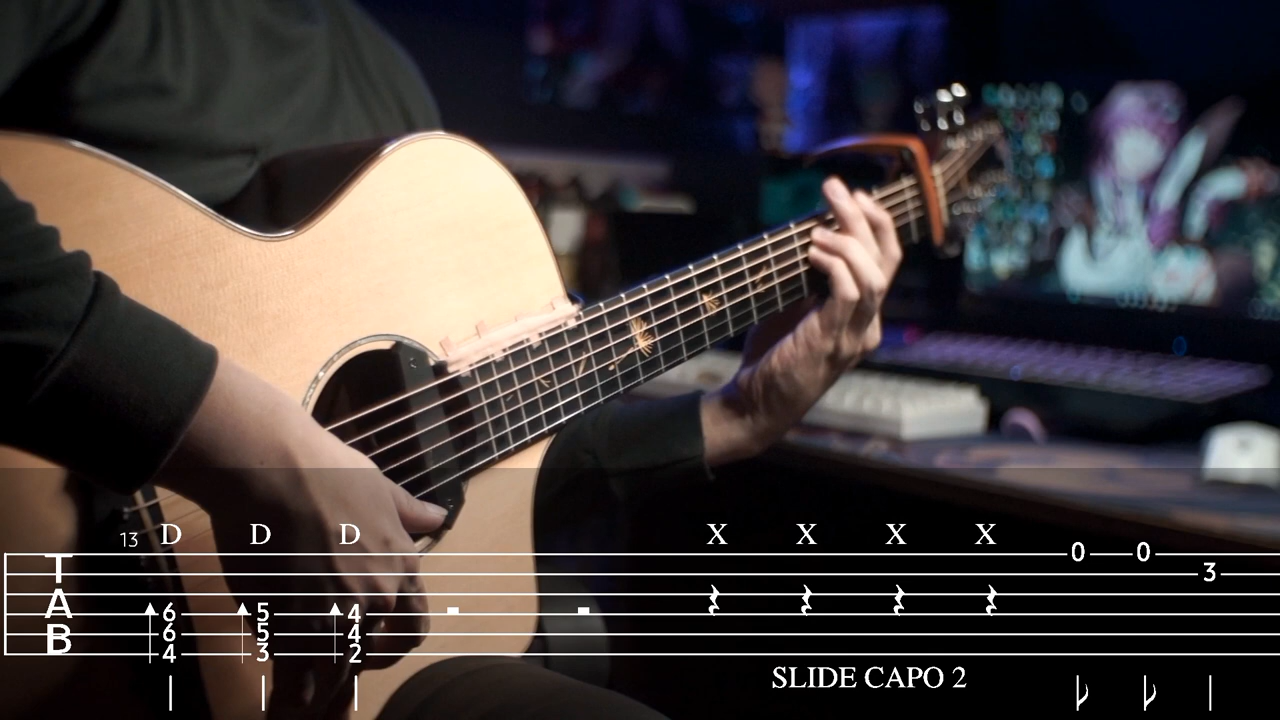 13 D D D X X X X
T
A
B
0 0
3
6 5 4
6 5 4
4 3 2
SLIDE CAPO 2